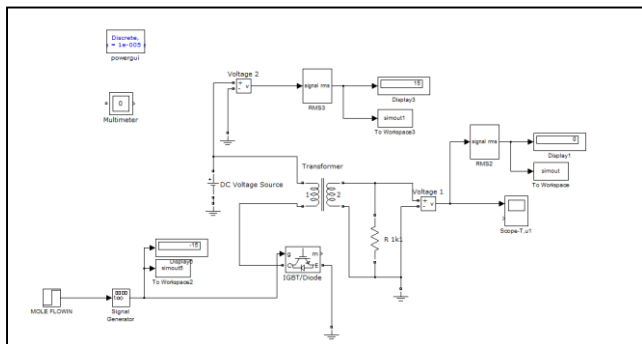 Discrete,
= 1e-005
powergui
0
Multimeter
Voltage 2
+
-
v
signal rms
RMS3
15
Display3
simout1
To Workspace3
signal rms
RMS2
0
Display1
simout
To Workspace
Transformer
1
2
Voltage 1
+
-
v
Scope-T,u1
DC Voltage Source
R 1k1
-15
simout5
To Workspace2
g
m
C
E
IGBT/Diode
MOLE FLOWIN
Signal
Generator